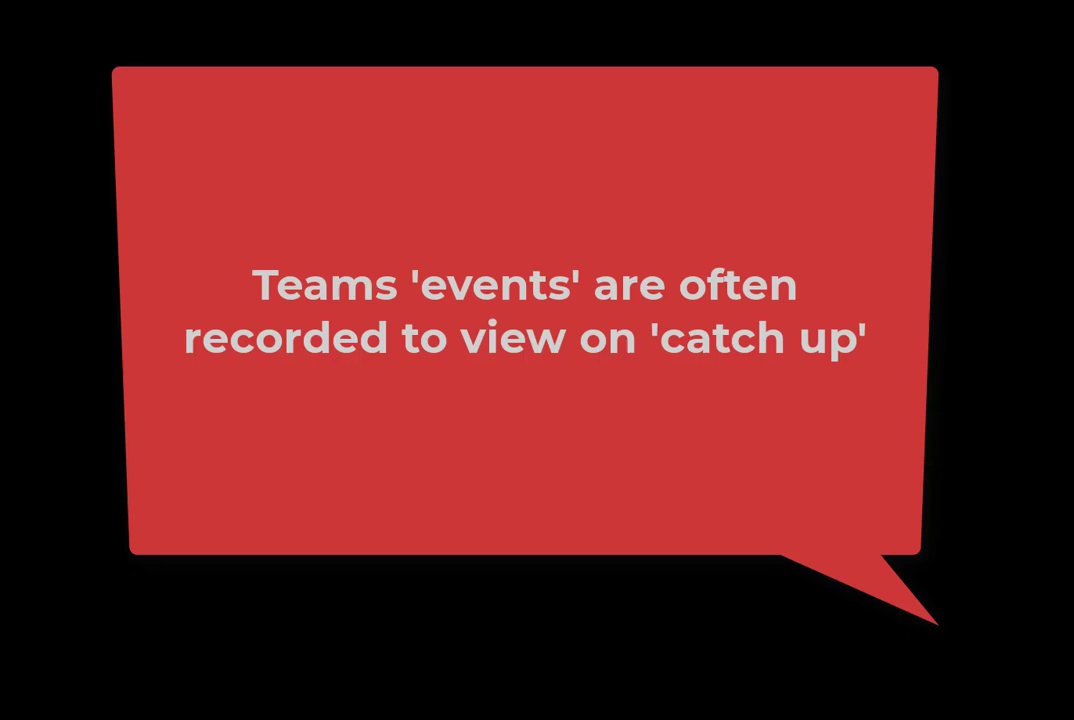 Teams 'events' are often
recorded to view on 'catch up'